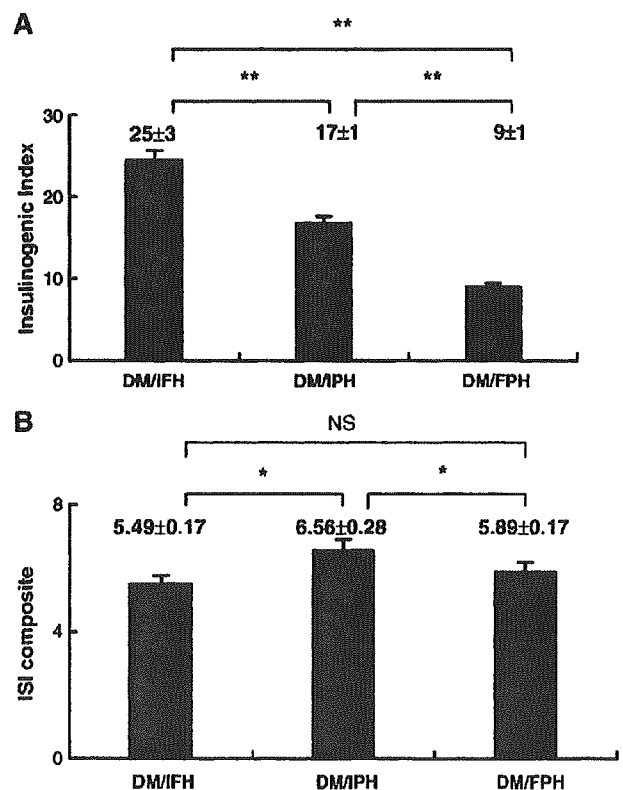 A
**
** **
30
25±3 17±1 9±1
20
10
0
Insulinogenic Index
DM/IFH DM/IPH DM/FPH
B
NS
* *
8
5.49±0.17 6.56±0.28 5.89±0.17
4
0
ISI composite
DM/IFH DM/IPH DM/FPH